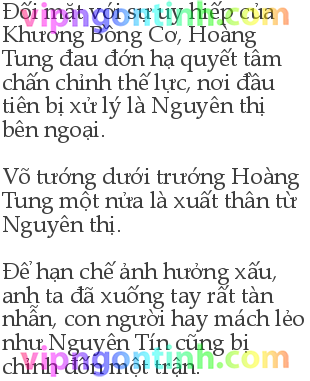 Đối mặt với sự uy hiếp của
Khương Bồng Cơ, Hoàng
Tung đau đớn hạ quyết tâm
chấn chỉnh thế lực, nơi đầu
tiên bị xử lý là Nguyên thị
bên ngoại.
Võ tướng dưới trướng Hoàng
Tung một nửa là xuất thân từ
Nguyên thị.
Để hạn chế ảnh hưởng xấu,
anh ta đã xuống tay rất tàn
nhẫn, con người hay mách lẻo
như Nguyên Tín cũng bị
chỉnh đốn một trận.
vipngontinh.com
vipngontinh.com